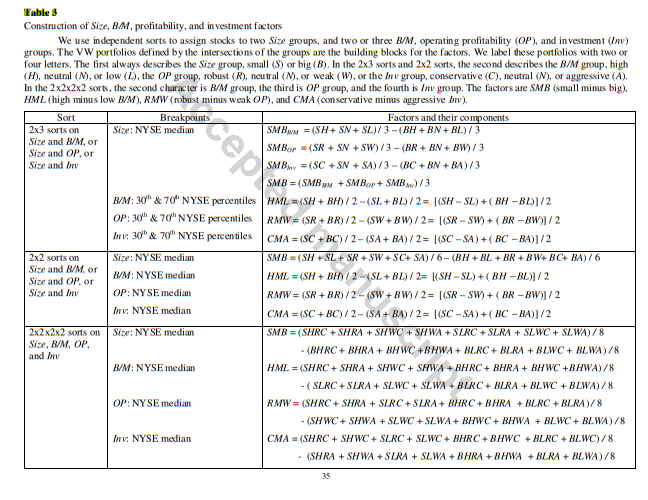 Table 3
Construction of Size, B/M, profitability, and investment factors
We use independent sorts to assign stocks to two Size groups, and two or three B/M, operating profitability (OP), and investment (Inv)
groups. The VW portfolios defined by the intersections of the groups are the building blocks for the factors. We label these portfolios with two or
four letters. The first always describes the Size group, small (S) or big (B). In the 2x3 sorts and 2x2 sorts, the second describes the B/M group, high
(H), neutral (N), or low (L), the OP group, robust (R), neutral (N), or weak (W), or the Inv group, conservative (C), neutral (N), or aggressive (A).
In the 2x2x2x2 sorts, the second character is B/M group, the third is OP group, and the fourth is Inv group. The factors are SMB (small minus big),
HML (high minus low B/M), RMW (robust minus weak OP), and CMA (conservative minus aggressive Inv).
Sort Breakpoints Factors and their components
2x3 sorts on Size: NYSE median SMB_B/M = (SH + SN + SL) / 3 – (BH + BN + BL) / 3
Size and B/M, or
Size and OP, or SMB_OP = (SR + SN + SW) / 3 – (BR + BN + BW) / 3
Size and Inv SMB_Inv = (SC + SN + SA) / 3 – (BC + BN + BA) / 3
SMB = (SMB_B/M + SMB_OP + SMB_Inv) / 3
B/M: 30th & 70th NYSE percentiles HML = (SH + BH) / 2 – (SL + BL) / 2 = [(SH – SL) + (BH – BL)] / 2
OP: 30th & 70th NYSE percentiles RMW = (SR + BR) / 2 – (SW + BW) / 2 = [(SR – SW) + (BR – BW)] / 2
Inv: 30th & 70th NYSE percentiles CMA = (SC + BC) / 2 – (SA + BA) / 2 = [(SC – SA) + (BC – BA)] / 2
2x2 sorts on Size: NYSE median SMB = (SH + SL + SR + SW + SC + SA) / 6 – (BH + BL + BR + BW + BC + BA) / 6
Size and B/M, or
Size and OP, or B/M: NYSE median HML = (SH + BH) / 2 – (SL + BL) / 2 = [(SH – SL) + (BH – BL)] / 2
Size and Inv OP: NYSE median RMW = (SR + BR) / 2 – (SW + BW) / 2 = [(SR – SW) + (BR – BW)] / 2
Inv: NYSE median CMA = (SC + BC) / 2 – (SA + BA) / 2 = [(SC – SA) + (BC – BA)] / 2
2x2x2x2 sorts on Size: NYSE median SMB = (SHRC + SHRA + SHWC + SHWA + SLRC + SLRA + SLWC + SLWA) / 8
Size, B/M, OP,
and Inv - (BHRC + BHRA + BHWC + BHWA + BLRC + BLRA + BLWC + BLWA) / 8
B/M: NYSE median HML = (SHRC + SHRA + SHWC + SHWA + BHRC + BHRA + BHWC + BHWA) / 8
- (SLRC + SLRA + SLWC + SLWA + BLRC + BLRA + BLWC + BLWA) / 8
OP: NYSE median RMW = (SHRC + SHRA + SLRC + SLRA + BHRC + BHRA + BLRC + BLRA) / 8
- (SHWC + SHWA + SLWC + SLWA + BHWC + BHWA + BLWC + BLWA) / 8
Inv: NYSE median CMA = (SHRC + SHWC + SLRC + SLWC + BHRC + BHWC + BLRC + BLWC) / 8
- (SHRA + SHWA + SLRA + SLWA + BHRA + BHWA + BLRA + BLWA) / 8
Accepted manuscript
35